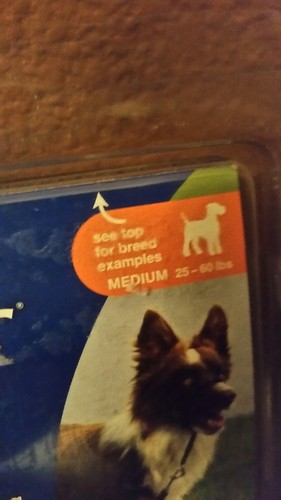 see top
for breed
examples
MEDIUM 25 - 60 lbs
®